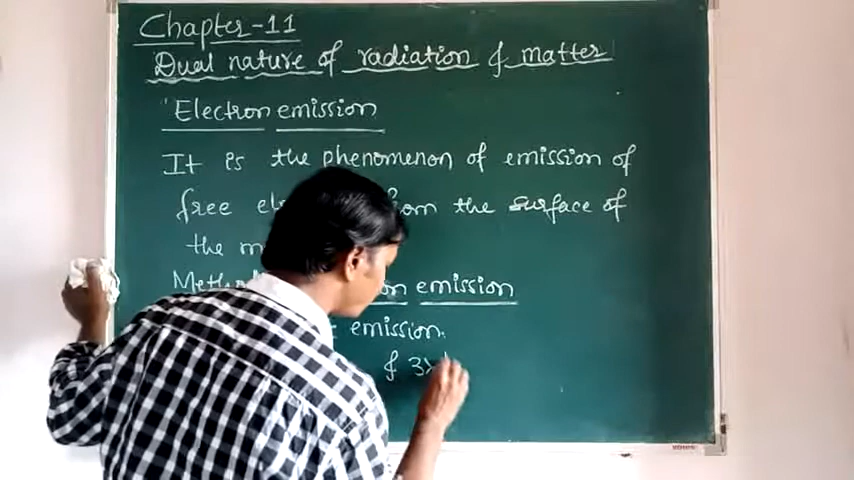 Chapter-11
Dual nature of radiation & matter
Electron emission
It is the phenomenon of emission of
free from the surface of
the
emission
emission.
of 3×